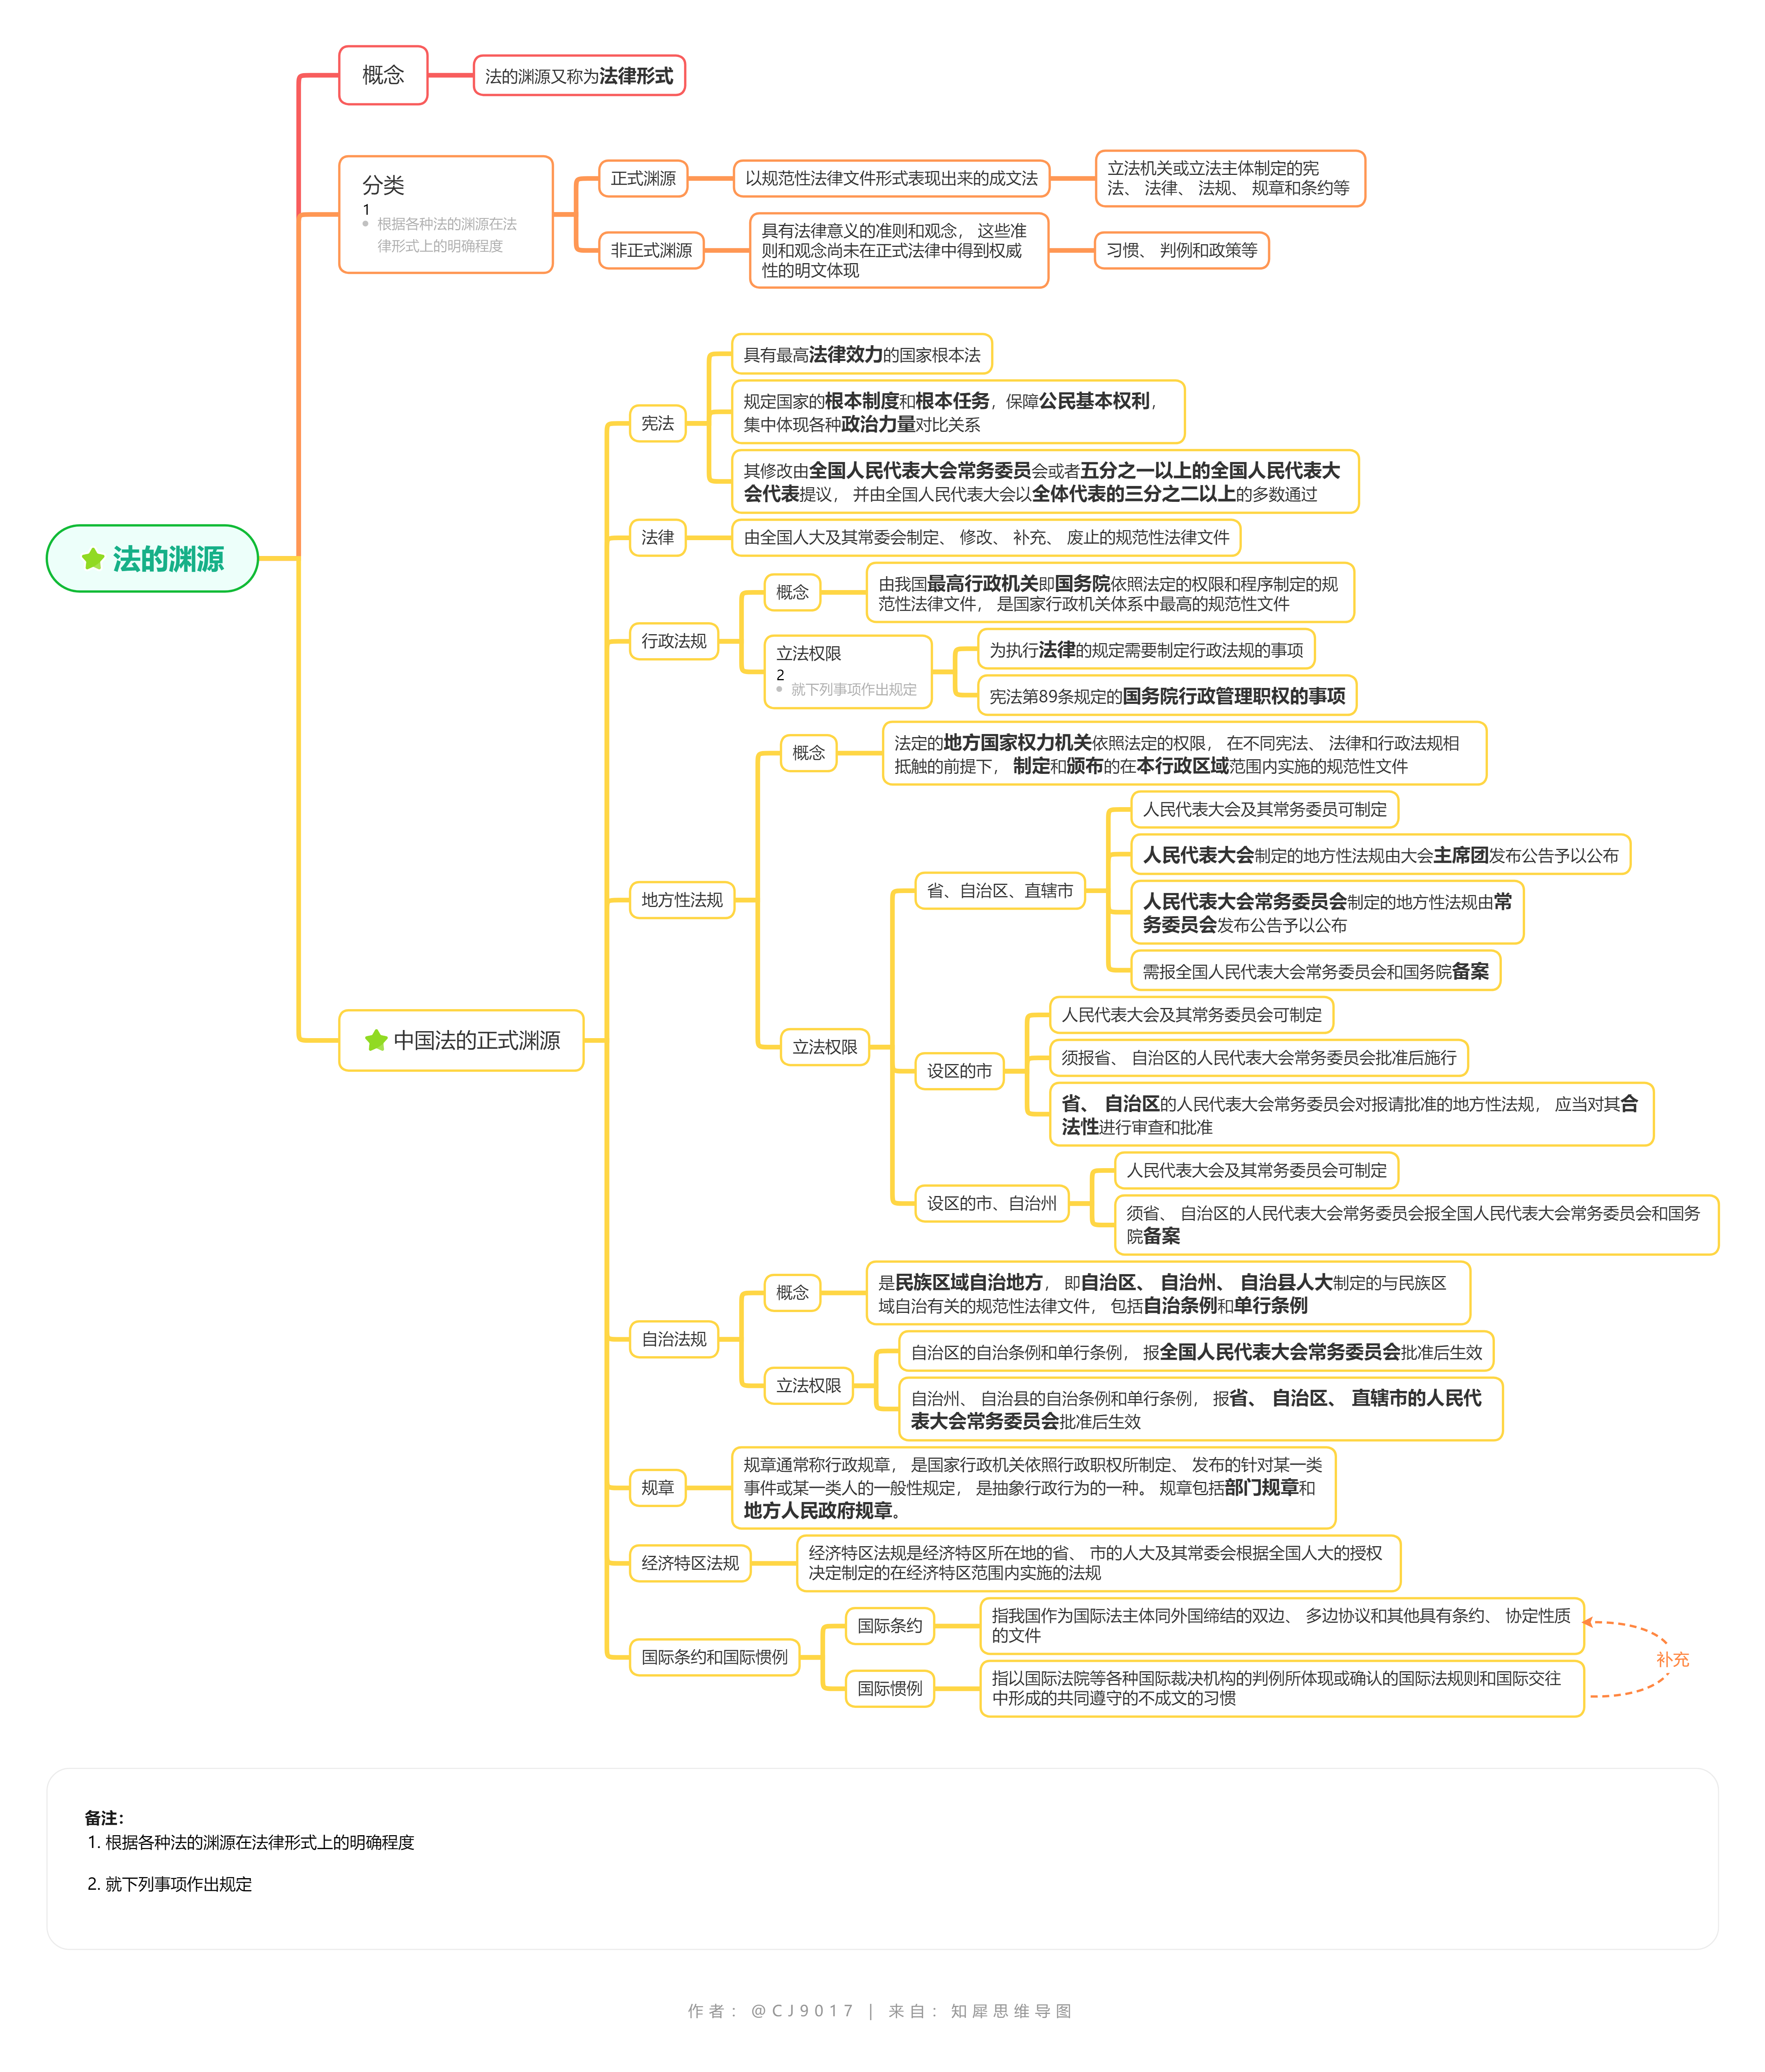 概念
法的渊源又称为法律形式
分类
1
根据各种法的渊源在法
律形式上的明确程度
正式渊源
以规范性法律文件形式表现出来的成文法
立法机关或立法主体制定的宪
法、 法律、 法规、 规章和条约等
非正式渊源
具有法律意义的准则和观念， 这些准
则和观念尚未在正式法律中得到权威
性的明文体现
习惯、 判例和政策等
法的渊源
中国法的正式渊源
宪法
具有最高法律效力的国家根本法
规定国家的根本制度和根本任务，保障公民基本权利，
集中体现各种政治力量对比关系
其修改由全国人民代表大会常务委员会或者五分之一以上的全国人民代表大
会代表提议， 并由全国人民代表大会以全体代表的三分之二以上的多数通过
法律
由全国人大及其常委会制定、 修改、 补充、 废止的规范性法律文件
行政法规
概念
由我国最高行政机关即国务院依照法定的权限和程序制定的规
范性法律文件， 是国家行政机关体系中最高的规范性文件
立法权限
2
就下列事项作出规定
为执行法律的规定需要制定行政法规的事项
宪法第89条规定的国务院行政管理职权的事项
地方性法规
概念
法定的地方国家权力机关依照法定的权限， 在不同宪法、 法律和行政法规相
抵触的前提下， 制定和颁布的在本行政区域范围内实施的规范性文件
立法权限
省、自治区、直辖市
人民代表大会及其常务委员可制定
人民代表大会制定的地方性法规由大会主席团发布公告予以公布
人民代表大会常务委员会制定的地方性法规由常
务委员会发布公告予以公布
需报全国人民代表大会常务委员会和国务院备案
设区的市
人民代表大会及其常务委员会可制定
须报省、 自治区的人民代表大会常务委员会批准后施行
省、 自治区的人民代表大会常务委员会对报请批准的地方性法规， 应当对其合
法性进行审查和批准
设区的市、自治州
人民代表大会及其常务委员会可制定
须省、 自治区的人民代表大会常务委员会报全国人民代表大会常务委员会和国务
院备案
自治法规
概念
是民族区域自治地方， 即自治区、 自治州、 自治县人大制定的与民族区
域自治有关的规范性法律文件， 包括自治条例和单行条例
立法权限
自治区的自治条例和单行条例， 报全国人民代表大会常务委员会批准后生效
自治州、 自治县的自治条例和单行条例， 报省、 自治区、 直辖市的人民代
表大会常务委员会批准后生效
规章
规章通常称行政规章， 是国家行政机关依照行政职权所制定、 发布的针对某一类
事件或某一类人的一般性规定， 是抽象行政行为的一种。 规章包括部门规章和
地方人民政府规章。
经济特区法规
经济特区法规是经济特区所在地的省、 市的人大及其常委会根据全国人大的授权
决定制定的在经济特区范围内实施的法规
国际条约和国际惯例
国际条约
指我国作为国际法主体同外国缔结的双边、 多边协议和其他具有条约、 协定性质
的文件
国际惯例
指以国际法院等各种国际裁决机构的判例所体现或确认的国际法规则和国际交往
中形成的共同遵守的不成文的习惯
补充
备注：
1. 根据各种法的渊源在法律形式上的明确程度
2. 就下列事项作出规定
作者：@CJ9017 | 来自：知犀思维导图